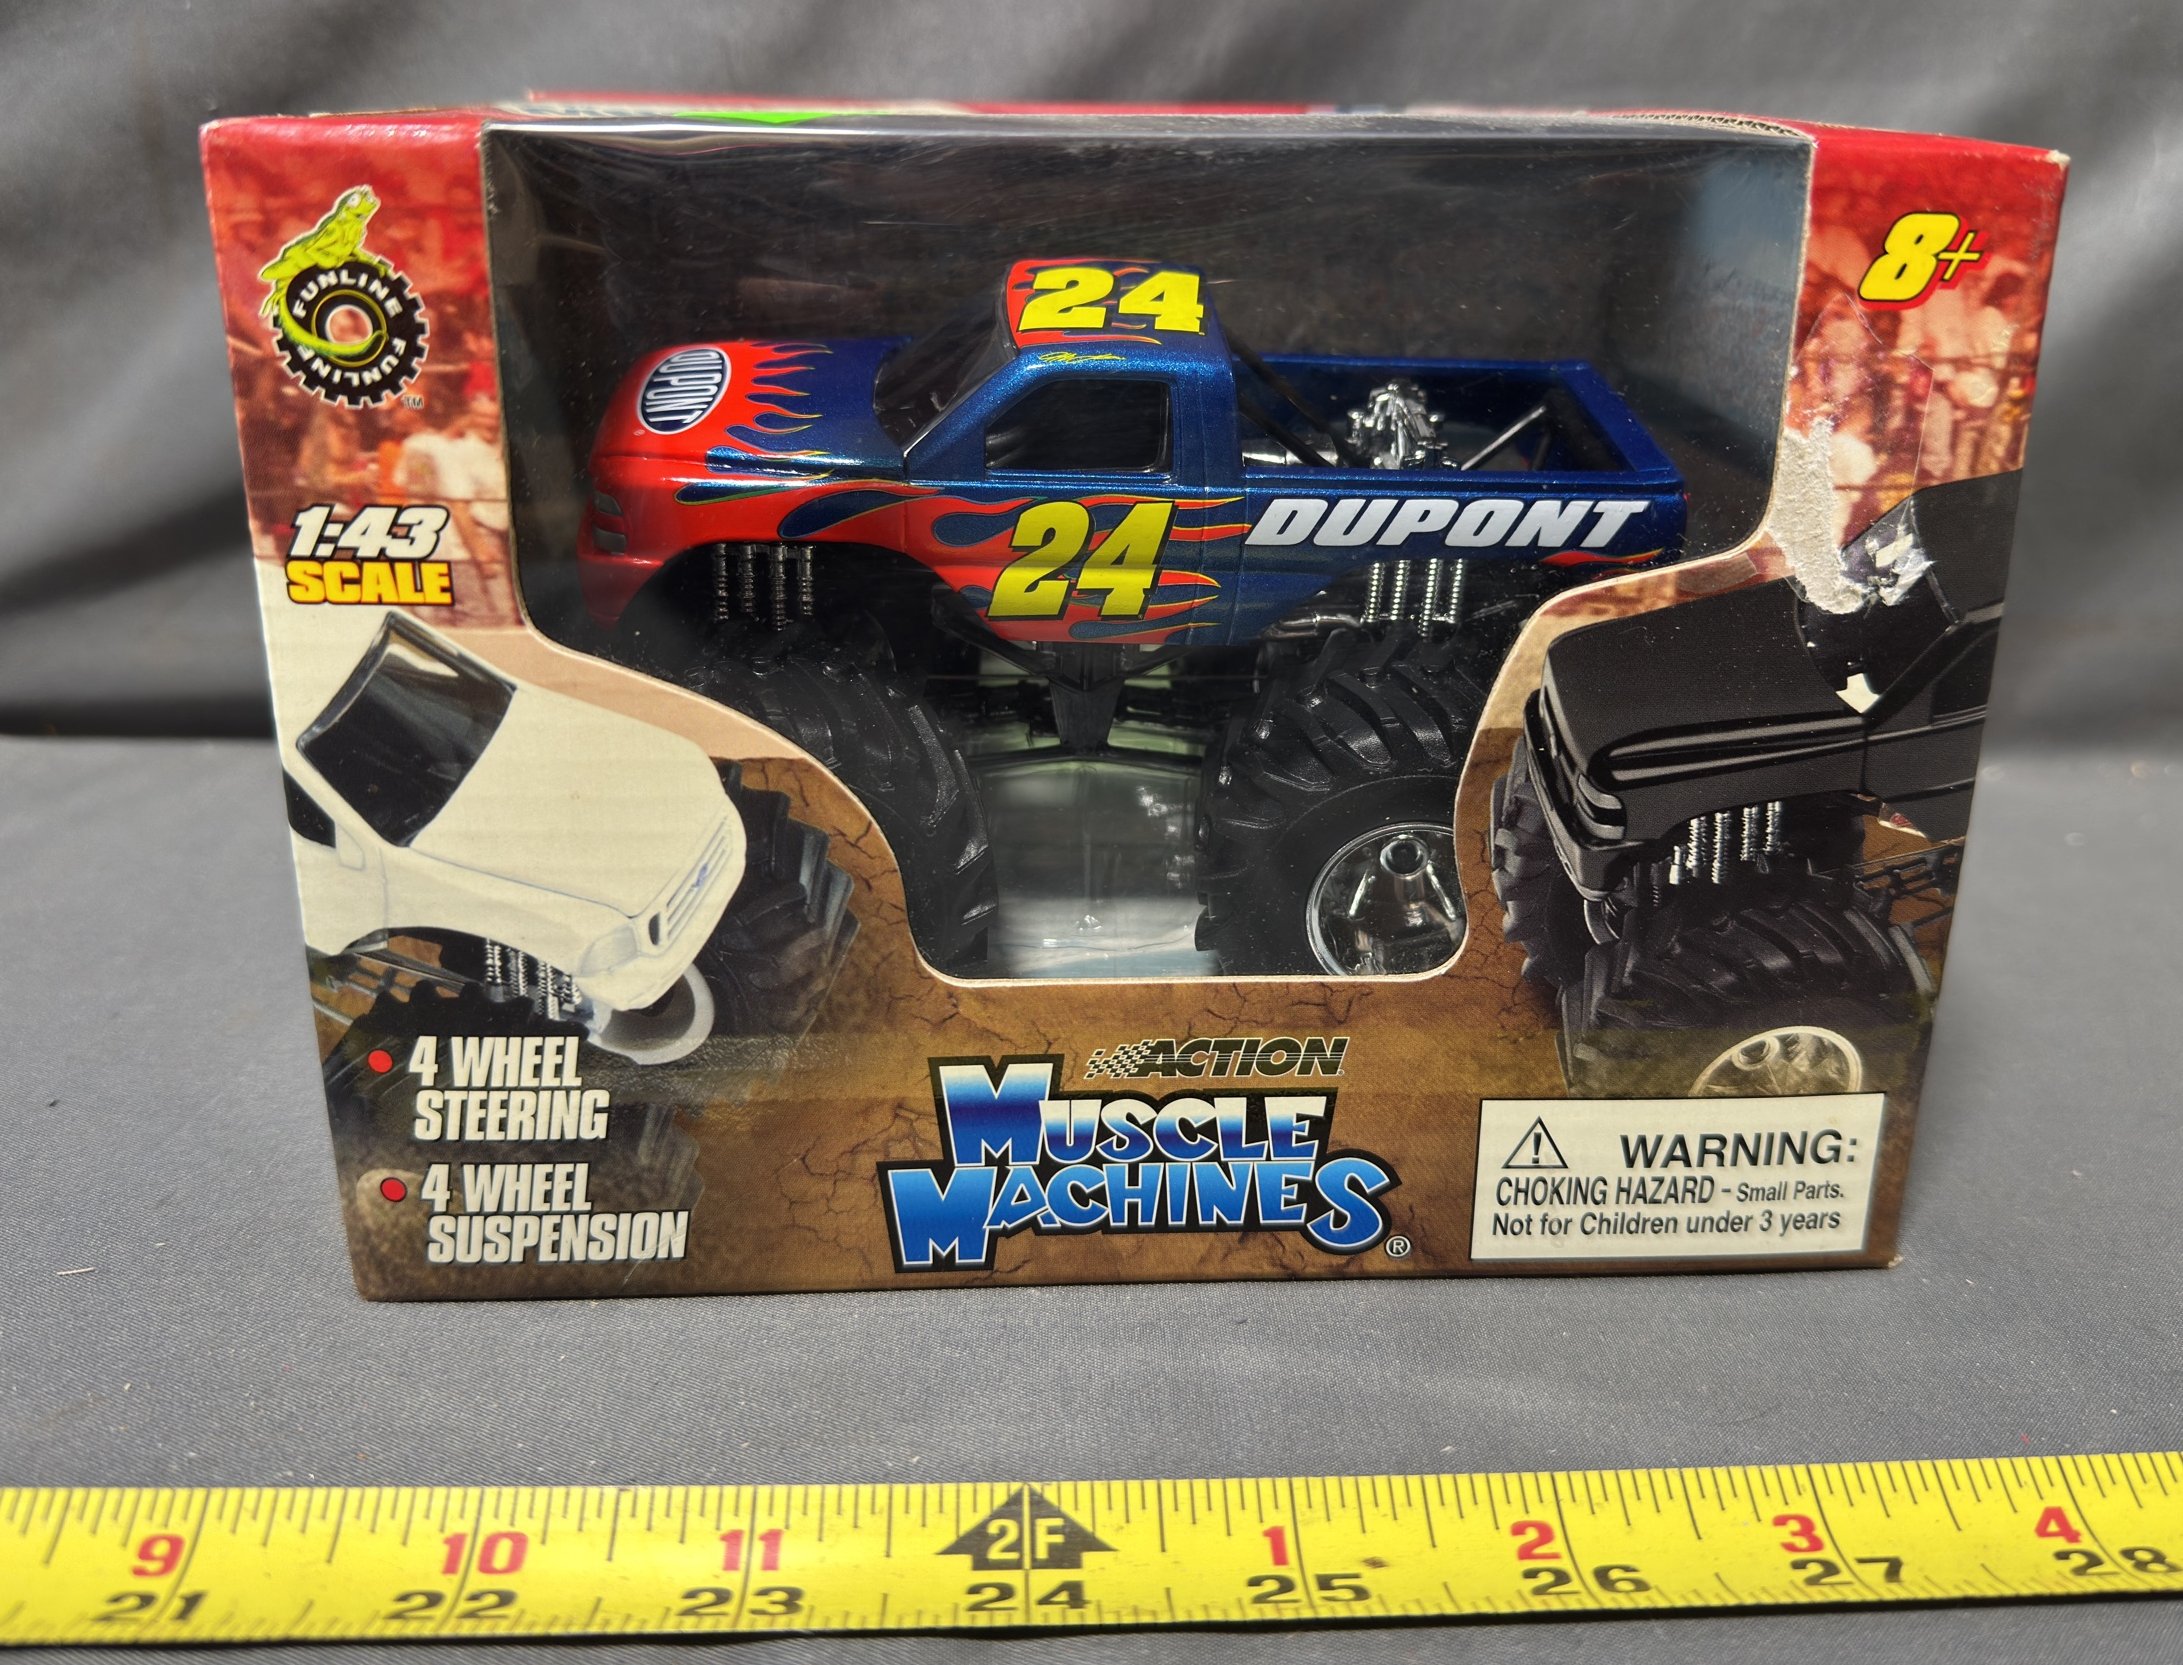 FUNLINE FUNLINE FUNLINE
TM
8+
24
DUPONT
24
DUPONT
1:43
SCALE
4 WHEEL
STEERING
4 WHEEL
SUSPENSION
ACTION
MUSCLE
MACHINES®
WARNING:
CHOKING HAZARD - Small Parts.
Not for Children under 3 years
9 10 11 2F 1 2 3 4
21 22 23 24 25 26 27 28